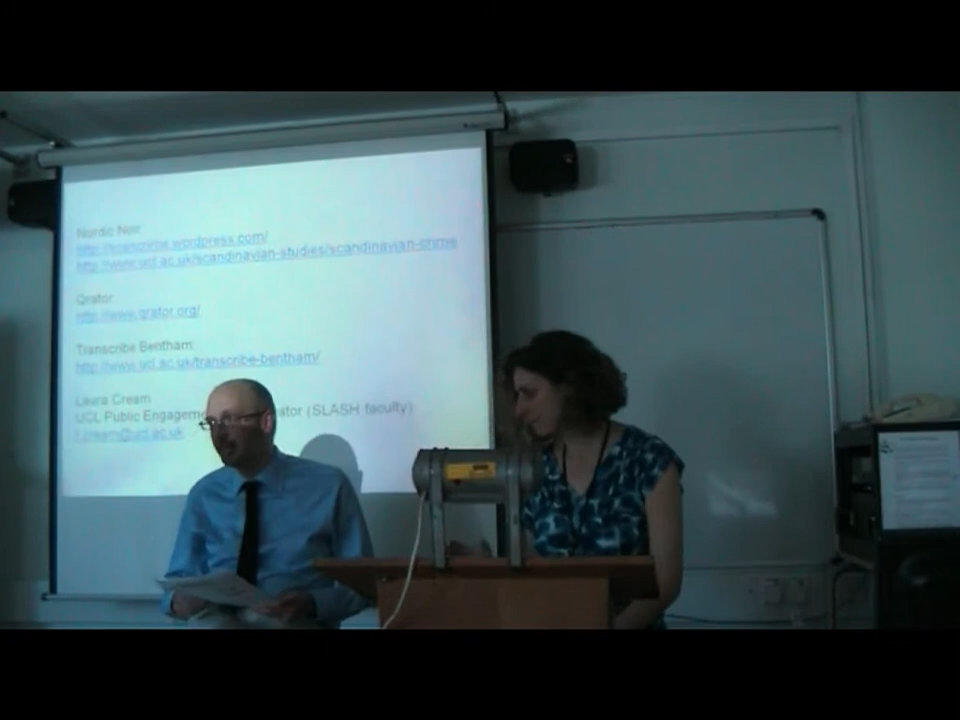 Nordic Noir:
http://scancrime.wordpress.com/
http://www.ucl.ac.uk/scandinavian-studies/scandinavian-crime
Qrator:
http://www.qrator.org/
Transcribe Bentham:
http://www.ucl.ac.uk/transcribe-bentham/
Laura Cream
UCL Public Engageme ator (SLASH faculty)
l.cream@ucl.ac.uk